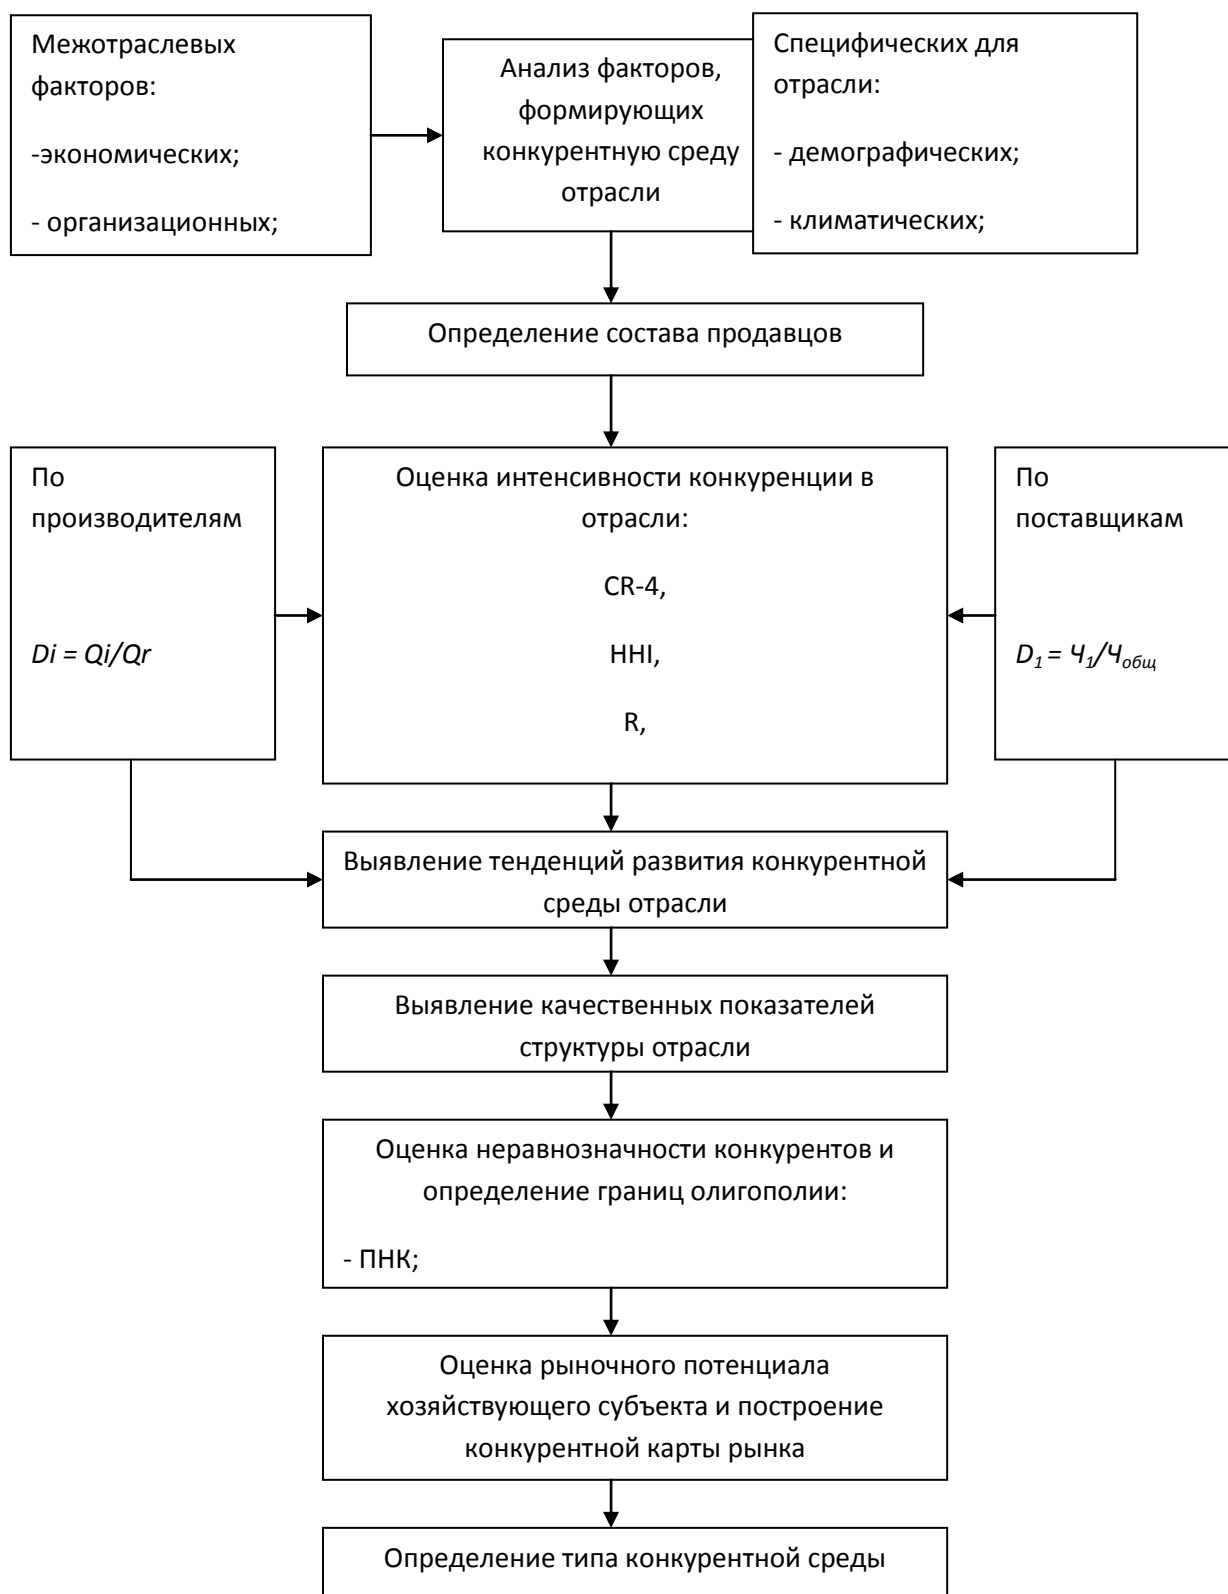 Межотраслевых
факторов:
-экономических;
- организационных;
Анализ факторов,
формирующих
конкурентную среду
отрасли
Специфических для
отрасли:
- демографических;
- климатических;
Определение состава продавцов
По
производителям
Di = Qi/Qr
Оценка интенсивности конкуренции в
отрасли:
CR-4,
HHI,
R,
По
поставщикам
D₁ = Ч₁/Чобщ
Выявление тенденций развития конкурентной
среды отрасли
Выявление качественных показателей
структуры отрасли
Оценка неравнозначности конкурентов и
определение границ олигополии:
- ПНК;
Оценка рыночного потенциала
хозяйствующего субъекта и построение
конкурентной карты рынка
Определение типа конкурентной среды